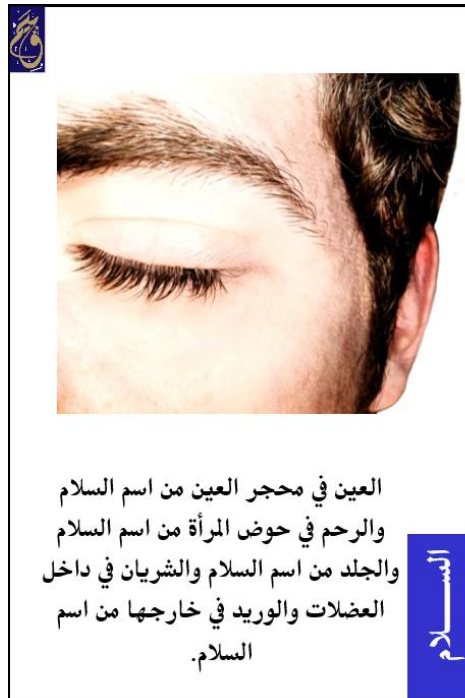 العين في محجر العين من اسم السلام
والرحم في حوض المرأة من اسم السلام
والجلد من اسم السلام والشريان في داخل
العضلات والوريد في خارجها من اسم
السلام.
الســـلام